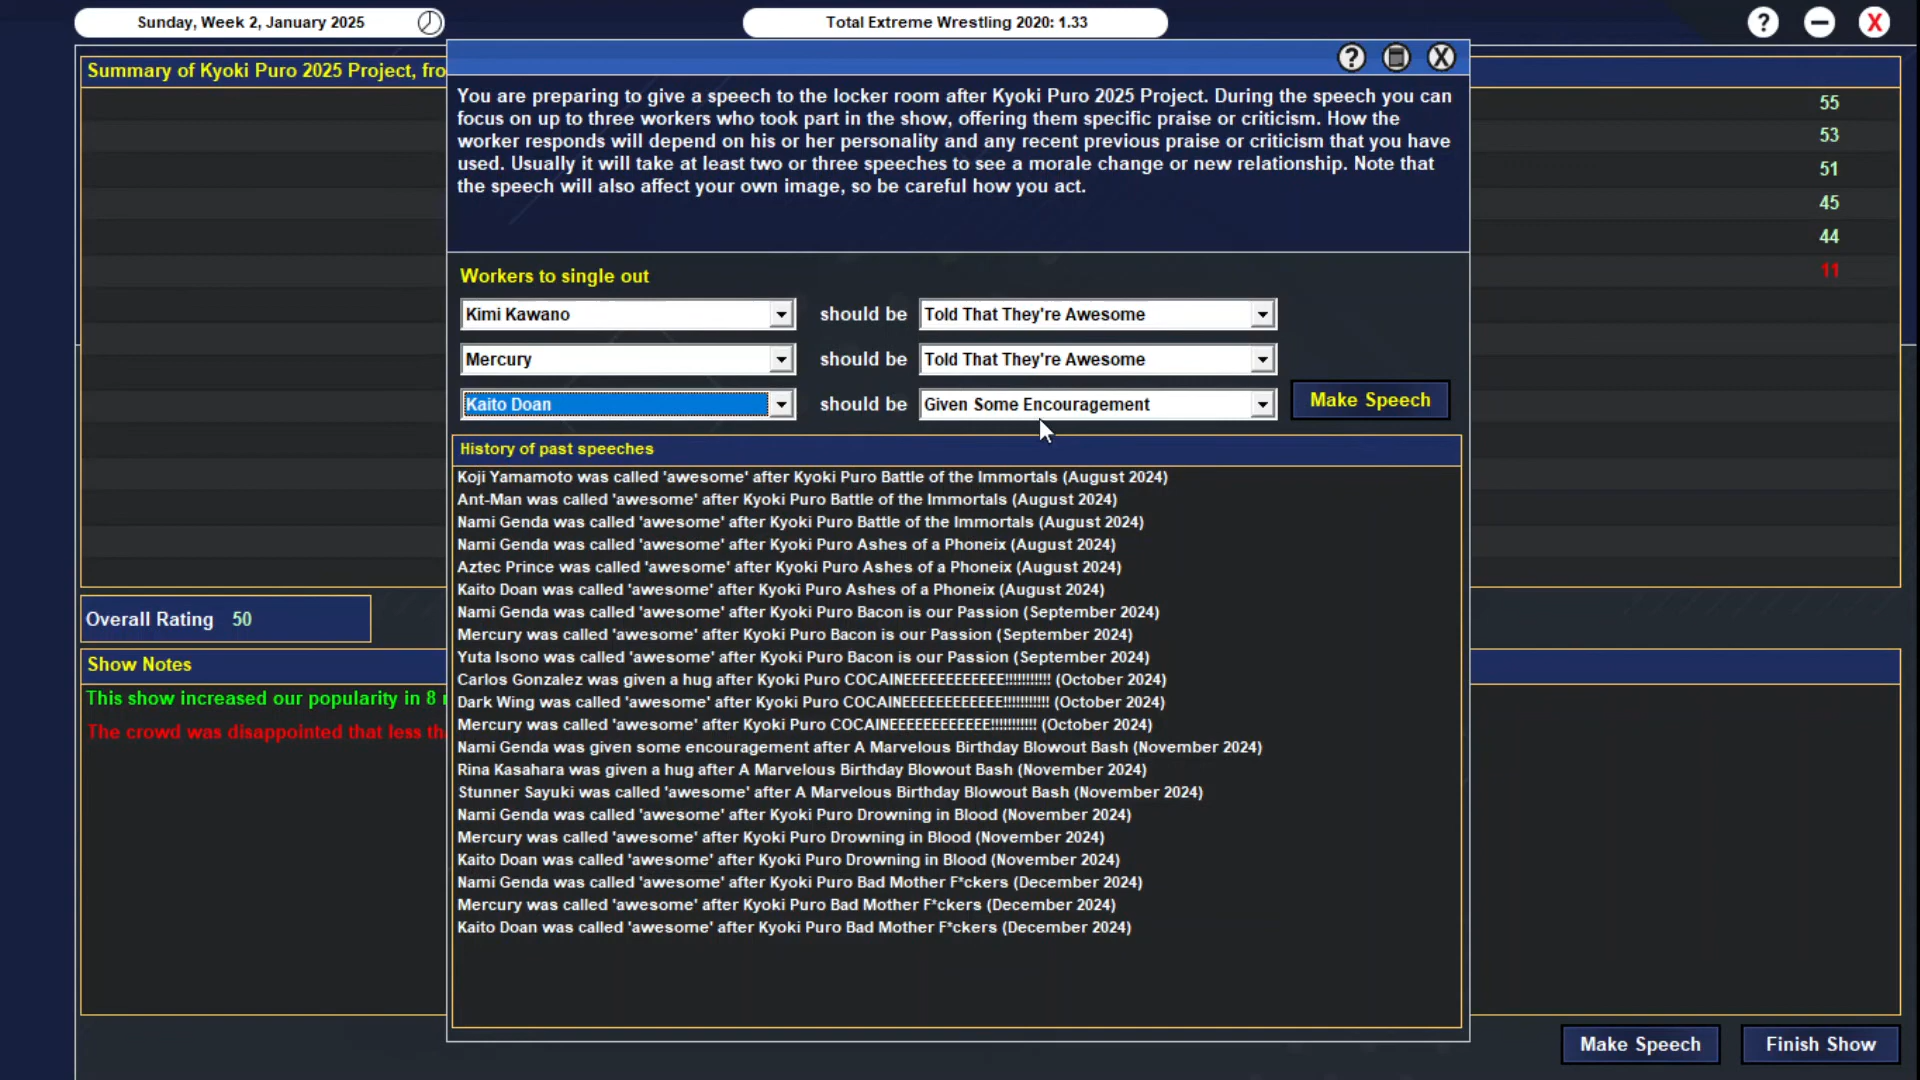 Sunday, Week 2, January 2025
Total Extreme Wrestling 2020: 1.33
? X
Summary of Kyoki Puro 2025 Project, fro
? X
You are preparing to give a speech to the locker room after Kyoki Puro 2025 Project. During the speech you can
focus on up to three workers who took part in the show, offering them specific praise or criticism. How the
worker responds will depend on his or her personality and any recent previous praise or criticism that you have
used. Usually it will take at least two or three speeches to see a morale change or new relationship. Note that
the speech will also affect your own image, so be careful how you act.
55
53
51
45
44
11
Workers to single out
Kimi Kawano should be Told That They're Awesome
Mercury should be Told That They're Awesome
Kaito Doan should be Given Some Encouragement Make Speech
History of past speeches
Koji Yamamoto was called 'awesome' after Kyoki Puro Battle of the Immortals (August 2024)
Ant-Man was called 'awesome' after Kyoki Puro Battle of the Immortals (August 2024)
Nami Genda was called 'awesome' after Kyoki Puro Battle of the Immortals (August 2024)
Nami Genda was called 'awesome' after Kyoki Puro Ashes of a Phoneix (August 2024)
Aztec Prince was called 'awesome' after Kyoki Puro Ashes of a Phoneix (August 2024)
Kaito Doan was called 'awesome' after Kyoki Puro Ashes of a Phoneix (August 2024)
Nami Genda was called 'awesome' after Kyoki Puro Bacon is our Passion (September 2024)
Mercury was called 'awesome' after Kyoki Puro Bacon is our Passion (September 2024)
Yuta Isono was called 'awesome' after Kyoki Puro Bacon is our Passion (September 2024)
Carlos Gonzalez was given a hug after Kyoki Puro COCAINEEEEEEEEEEEE!!!!!!!!!!! (October 2024)
Dark Wing was called 'awesome' after Kyoki Puro COCAINEEEEEEEEEEEE!!!!!!!!!!! (October 2024)
Mercury was called 'awesome' after Kyoki Puro COCAINEEEEEEEEEEEE!!!!!!!!!!! (October 2024)
Nami Genda was given some encouragement after A Marvelous Birthday Blowout Bash (November 2024)
Rina Kasahara was given a hug after A Marvelous Birthday Blowout Bash (November 2024)
Stunner Sayuki was called 'awesome' after A Marvelous Birthday Blowout Bash (November 2024)
Nami Genda was called 'awesome' after Kyoki Puro Drowning in Blood (November 2024)
Mercury was called 'awesome' after Kyoki Puro Drowning in Blood (November 2024)
Kaito Doan was called 'awesome' after Kyoki Puro Drowning in Blood (November 2024)
Nami Genda was called 'awesome' after Kyoki Puro Bad Mother F*ckers (December 2024)
Mercury was called 'awesome' after Kyoki Puro Bad Mother F*ckers (December 2024)
Kaito Doan was called 'awesome' after Kyoki Puro Bad Mother F*ckers (December 2024)
Overall Rating 50
Show Notes
This show increased our popularity in 8
The crowd was disappointed that less th
Make Speech Finish Show